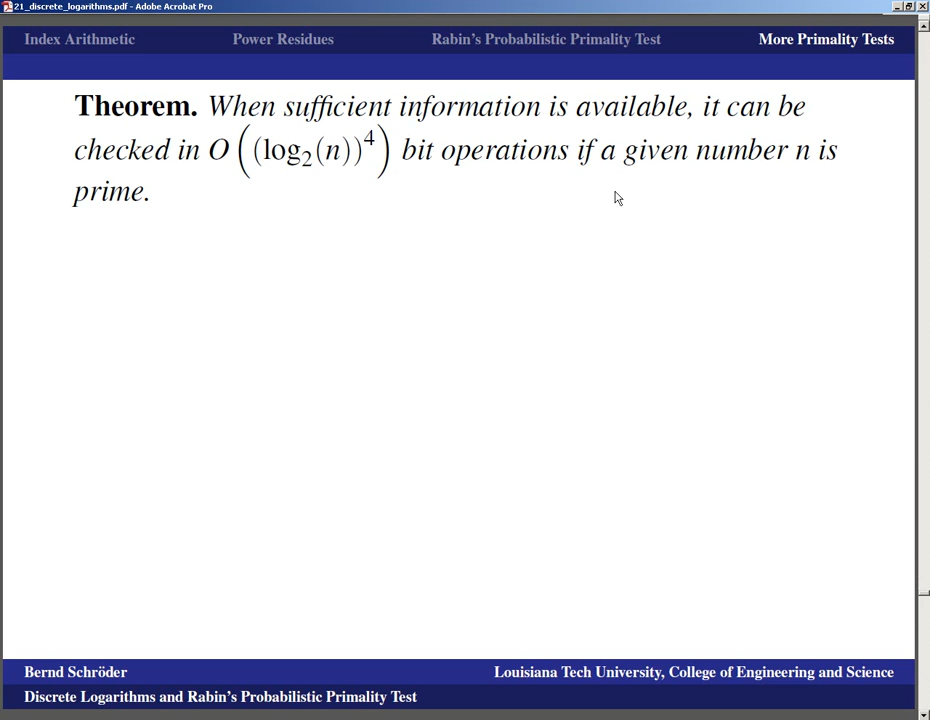 21_discrete_logarithms.pdf - Adobe Acrobat Pro
Index Arithmetic Power Residues Rabin's Probabilistic Primality Test More Primality Tests
Theorem. When sufficient information is available, it can be
checked in O((log₂(n))⁴) bit operations if a given number n is
prime.
Bernd Schröder Louisiana Tech University, College of Engineering and Science
Discrete Logarithms and Rabin's Probabilistic Primality Test